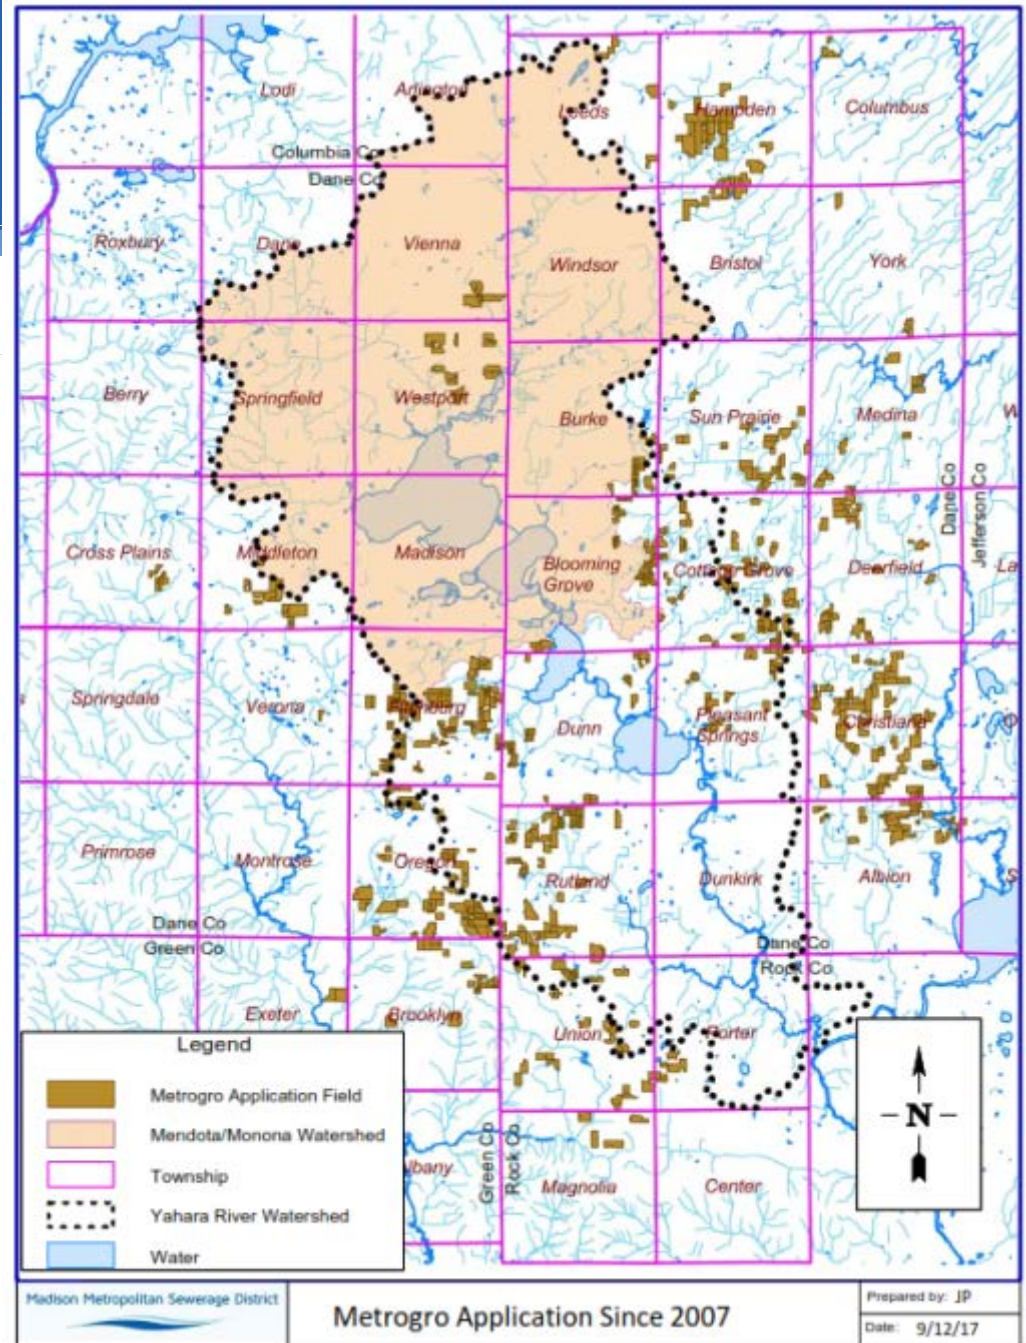 Lodi
Arlington
Leeds
Hampden
Columbus
Columbia Co
Dane Co
Roxbury
Dane
Vienna
Windsor
Bristol
York
Berry
Springfield
Westport
Burke
Sun Prairie
Medina
W
Dane Co
Jefferson Co
Cross Plains
Middleton
Madison
Blooming
Grove
Cottage Grove
Deerfield
La
Springdale
Verona
Fitchburg
Dunn
Pleasant
Springs
Christiana
Primrose
Montrose
Oregon
Rutland
Dunkirk
Albion
S
Dane Co
Green Co
Dane Co
Rock Co
Exeter
Brooklyn
Union
Porter
Legend
Metrogro Application Field
Mendota/Monona Watershed
Township
Yahara River Watershed
Water
N
lbany
Green Co
Rock Co
Magnolia
Center
Madison Metropolitan Sewerage District
Metrogro Application Since 2007
Prepared by: JP
Date: 9/12/17